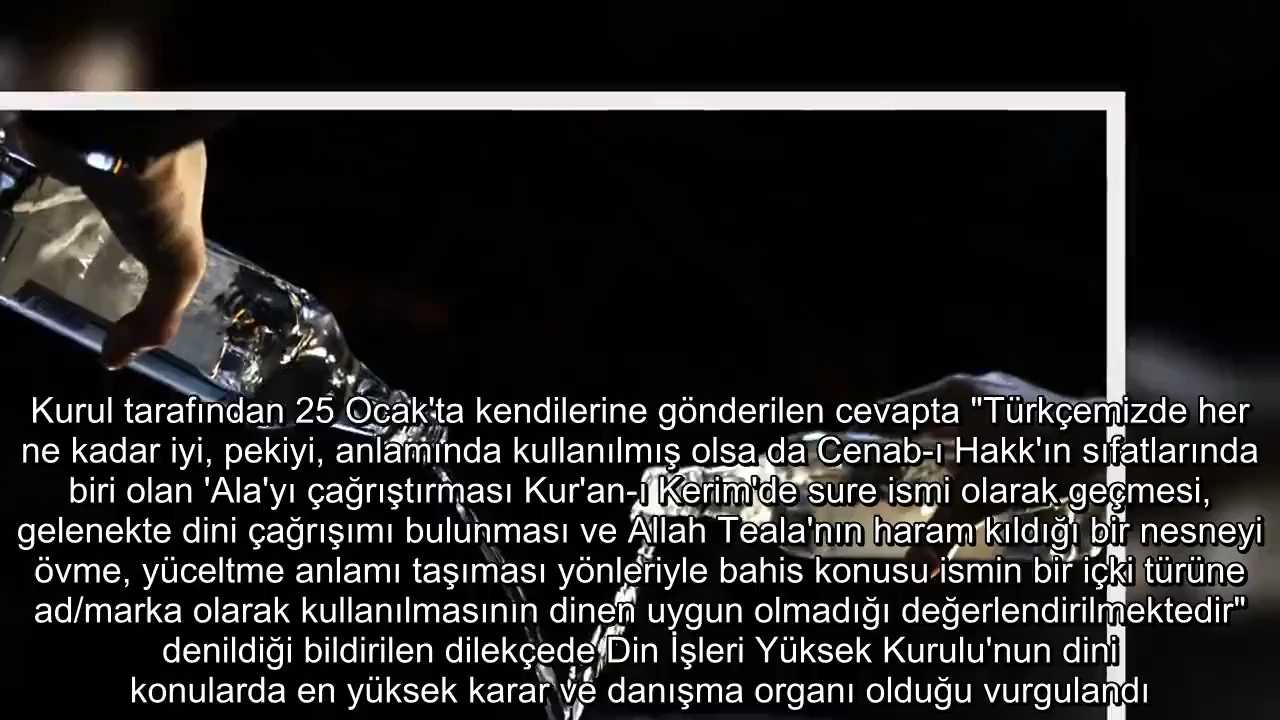 Kurul tarafından 25 Ocak'ta kendilerine gönderilen cevapta "Türkçemizde her
ne kadar iyi, pekiyi, anlamında kullanılmış olsa da Cenab-ı Hakk'ın sıfatlarında
biri olan 'Ala'yı çağrıştırması Kur'an-ı Kerim'de sure ismi olarak geçmesi,
gelenekte dini çağrışımı bulunması ve Allah Teala'nın haram kıldığı bir nesneyi
övme, yüceltme anlamı taşıması yönleriyle bahis konusu ismin bir içki türüne
ad/marka olarak kullanılmasının dinen uygun olmadığı değerlendirilmektedir"
denildiği bildirilen dilekçede Din İşleri Yüksek Kurulu'nun dini
konularda en yüksek karar ve danışma organı olduğu vurgulandı